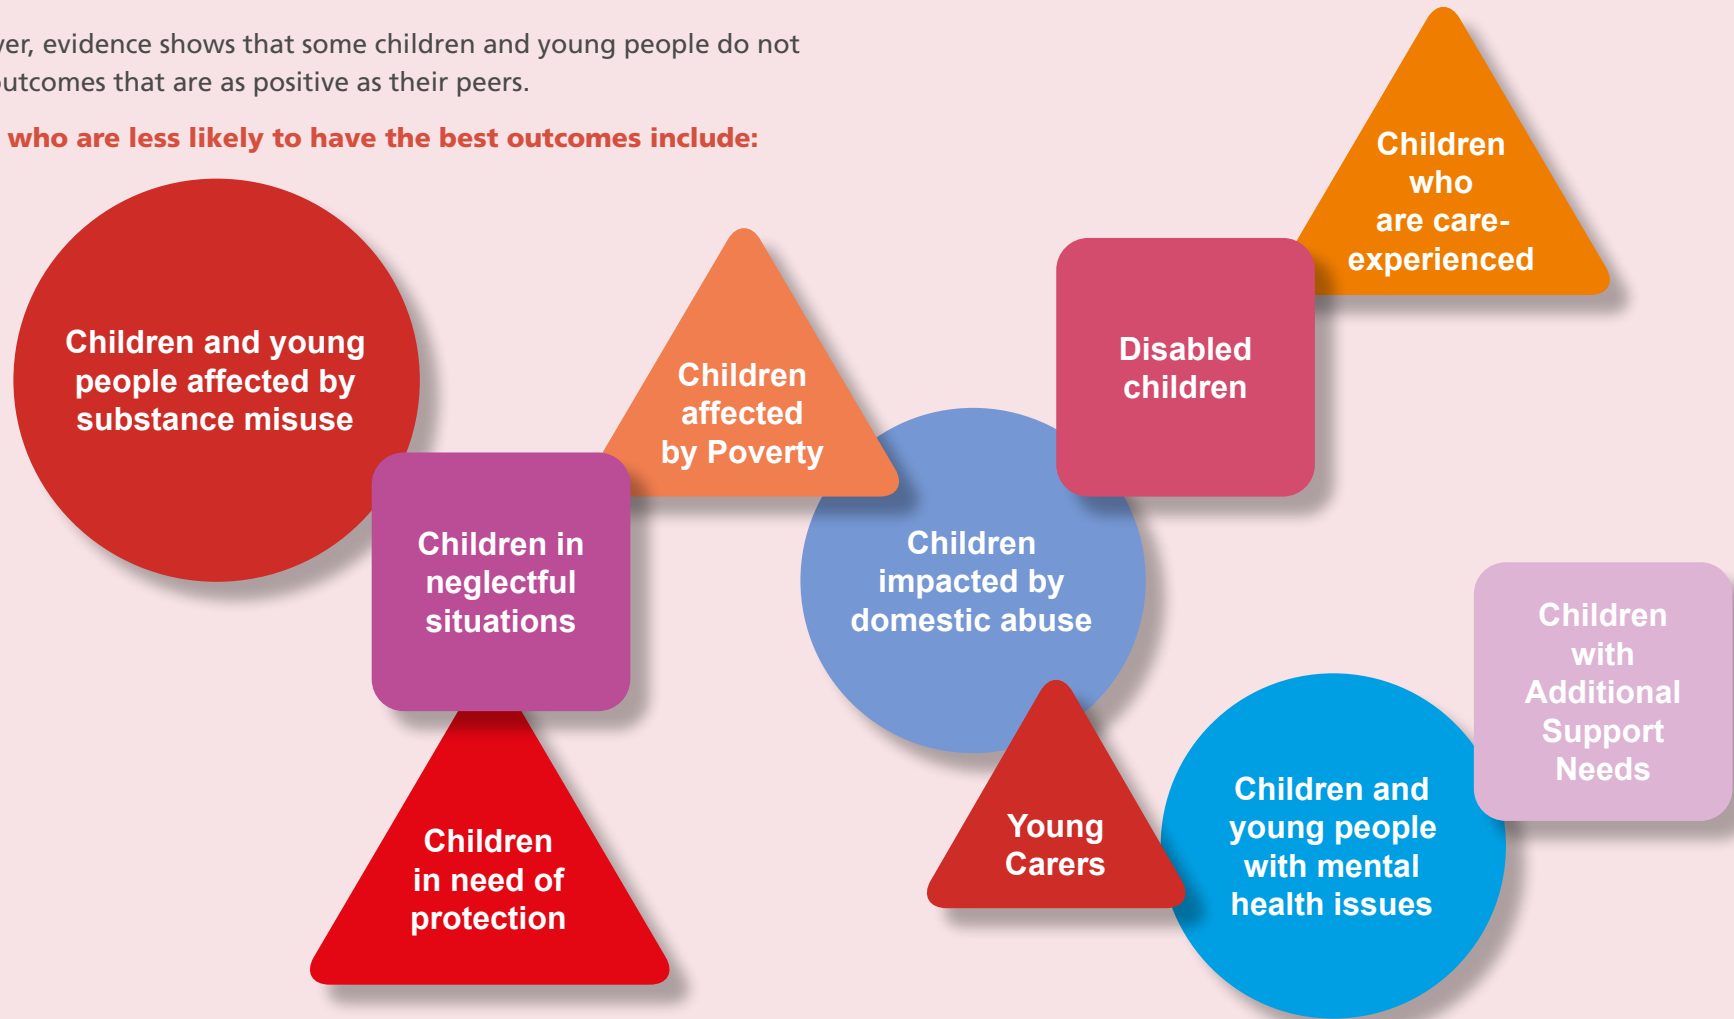 evidence shows that some children and young people do not
outcomes that are as positive as their peers.
who are less likely to have the best outcomes include:
Children
who
are care-
experienced
Children and young
people affected by
substance misuse
Children
affected
by Poverty
Disabled
children
Children in
neglectful
situations
Children
impacted by
domestic abuse
Children
with
Additional
Support
Needs
Children
in need of
protection
Young
Carers
Children and
young people
with mental
health issues